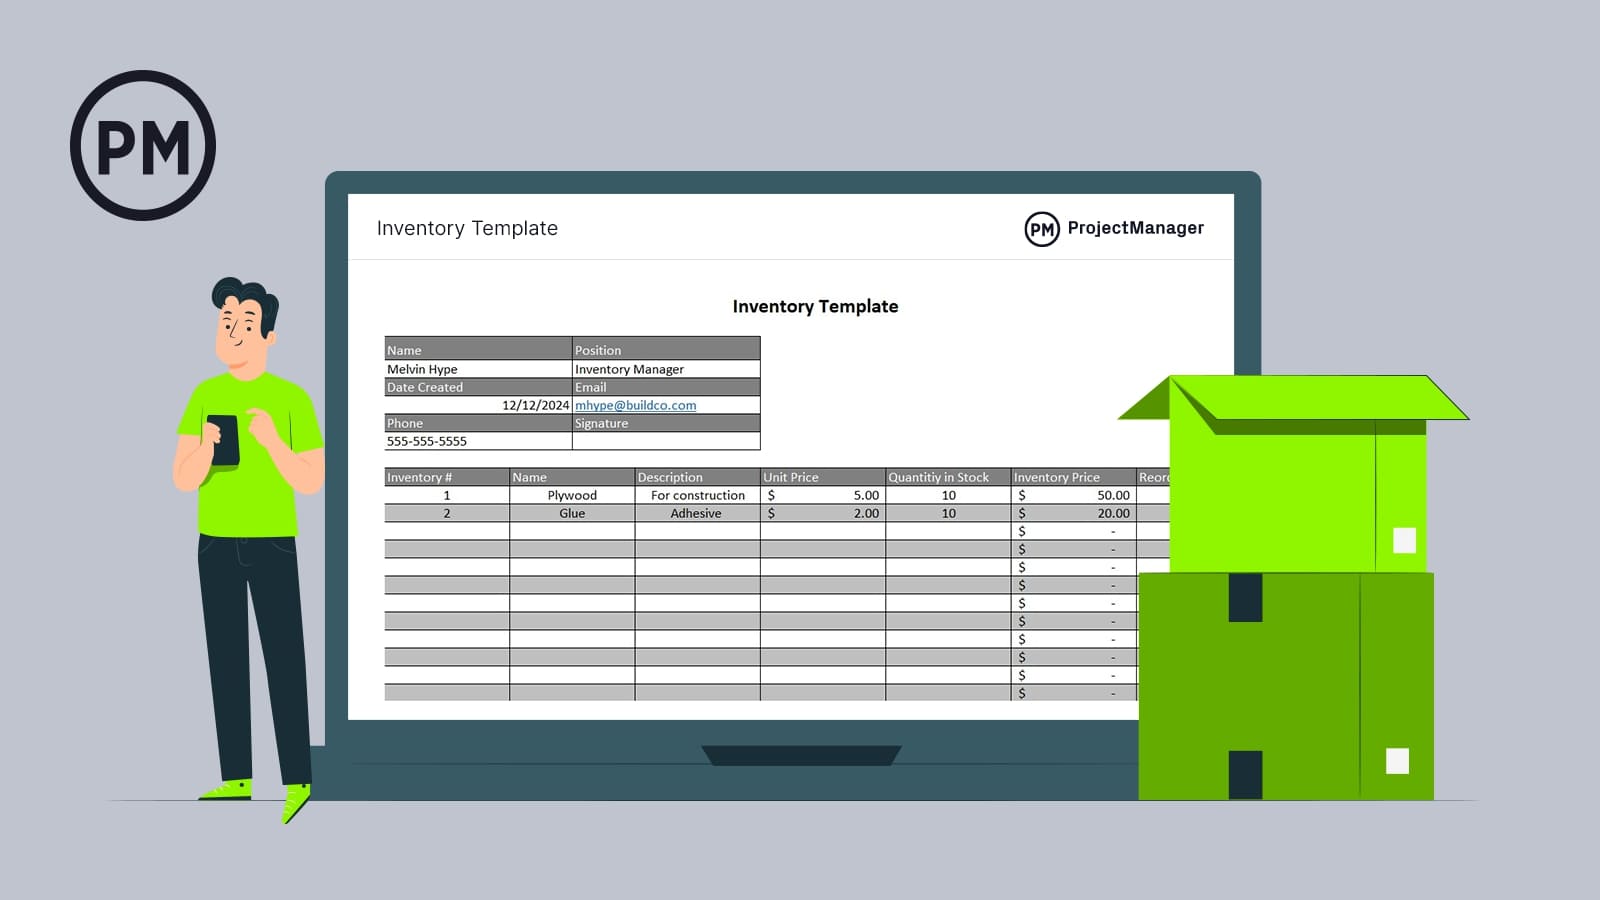 PM
Inventory Template
PM ProjectManager
Inventory Template
Name Position
Melvin Hype Inventory Manager
Date Created Email
12/12/2024 mhype@buildco.com
Phone Signature
555-555-5555
Inventory # Name Description Unit Price Quantitiy in Stock Inventory Price
1 Plywood For construction $ 5.00 10 $ 50.00
2 Glue Adhesive $ 2.00 10 $ 20.00
$ -
$ -
$ -
$ -
$ -
$ -
$ -
$ -
$ -
$ -